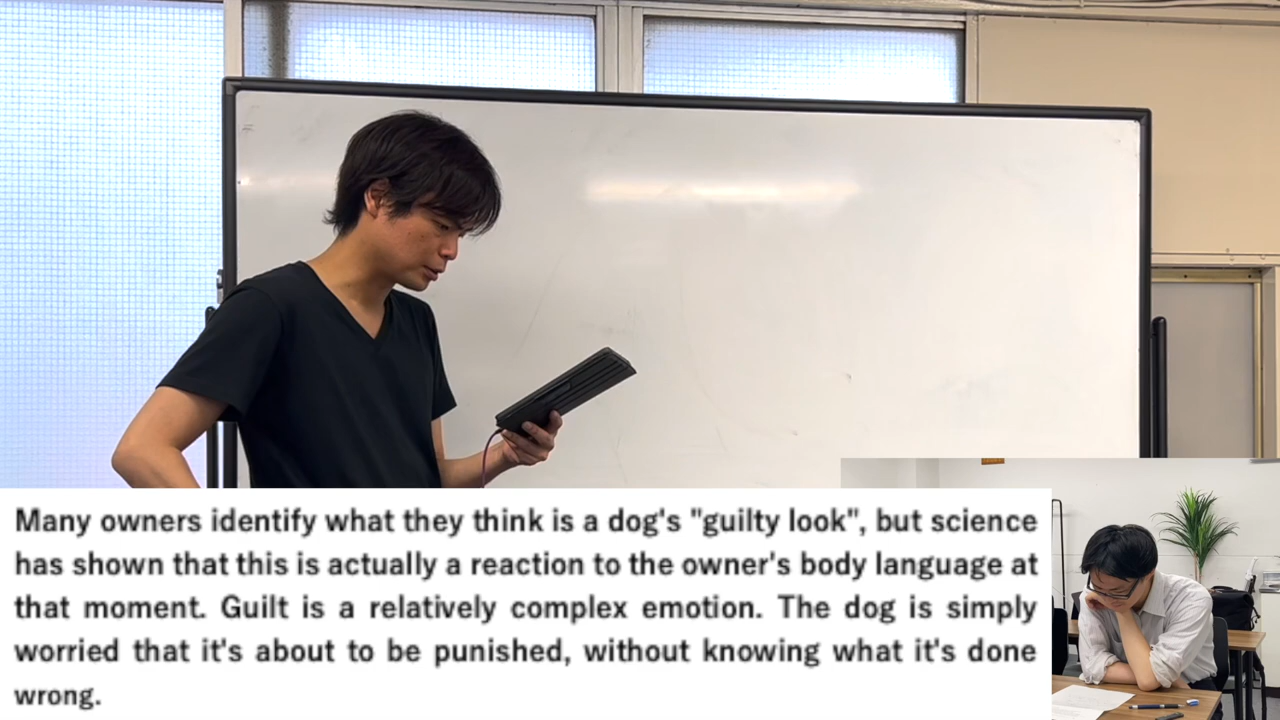 Many owners identify what they think is a dog's "guilty look", but science
has shown that this is actually a reaction to the owner's body language at
that moment. Guilt is a relatively complex emotion. The dog is simply
worried that it's about to be punished, without knowing what it's done
wrong.